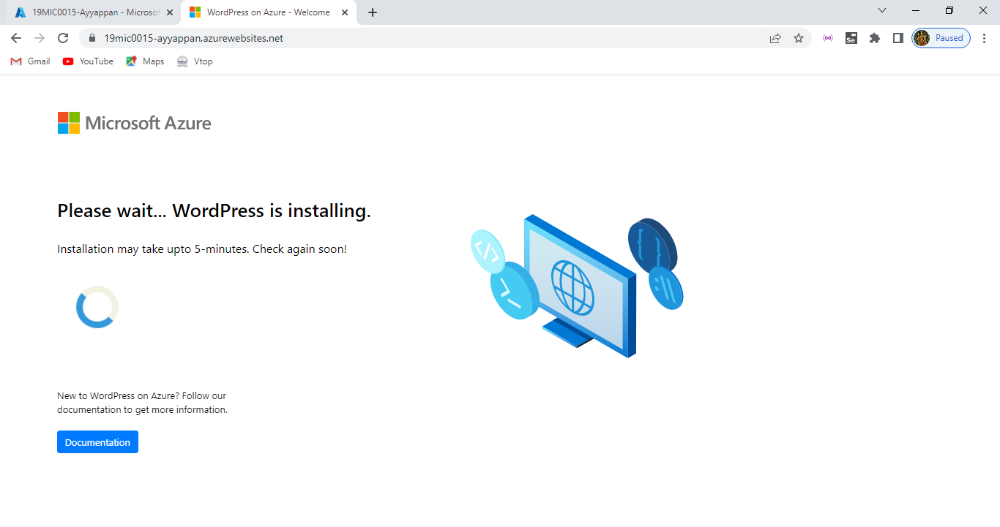 19MIC0015-Ayyappan - Microsof
WordPress on Azure - Welcome
19mic0015-ayyappan.azurewebsites.net
Se
Paused
Gmail
YouTube
Maps
Vtop
Microsoft Azure
Please wait... WordPress is installing.
Installation may take upto 5-minutes. Check again soon!
New to WordPress on Azure? Follow our
documentation to get more information.
Documentation